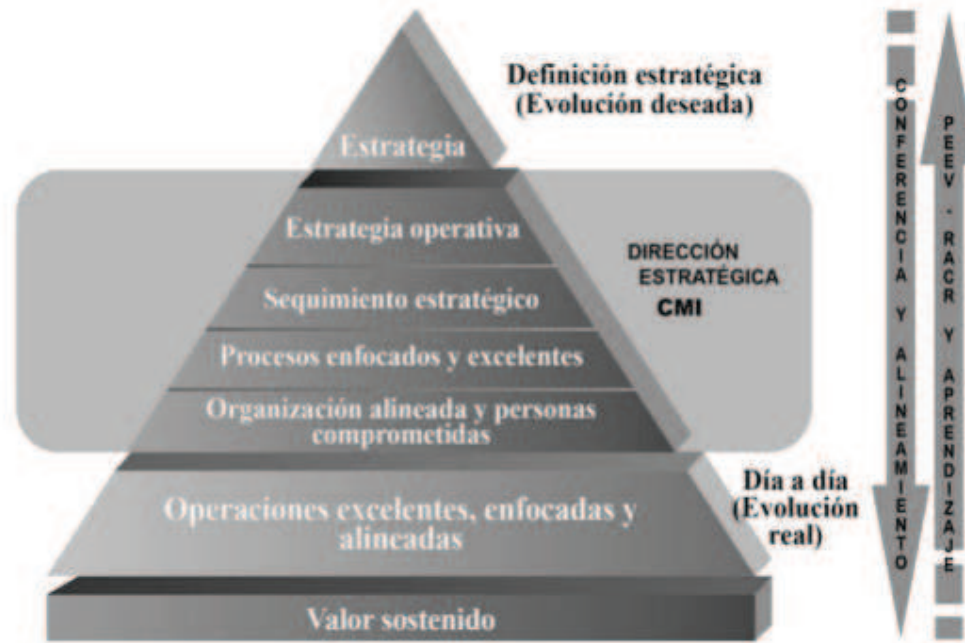 Definición estratégica
(Evolución deseada)
Estrategia
Estrategia operativa
DIRECCIÓN
ESTRATÉGICA
CMI
Sequimiento estratégico
Procesos enfocados y excelentes
Organización alineada y personas
comprometidas
Día a día
(Evolución
real)
Operaciones excelentes, enfocadas y
alineadas
Valor sostenido
CONFERENCIA Y ALINEAMIENTO
PEEV - RACR Y APRENDIZAJE